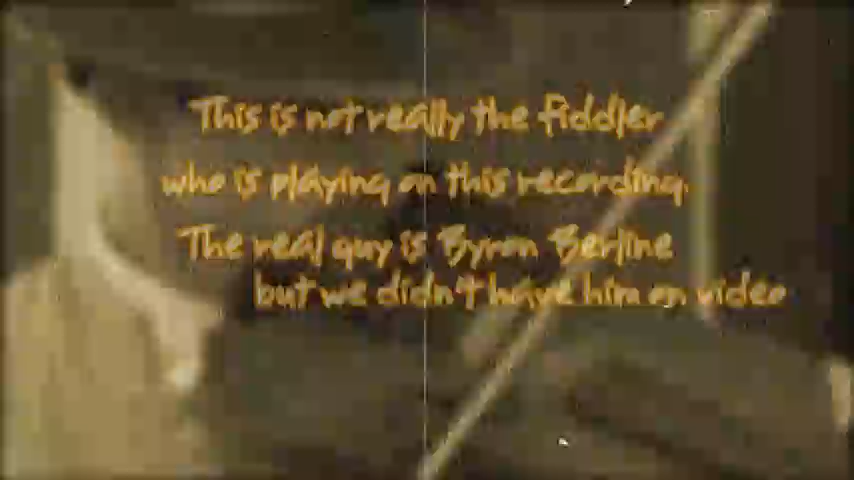 This is not really the fiddler
who is playing on this recording.
The real guy is Byron Berline
but we didn't have him on video